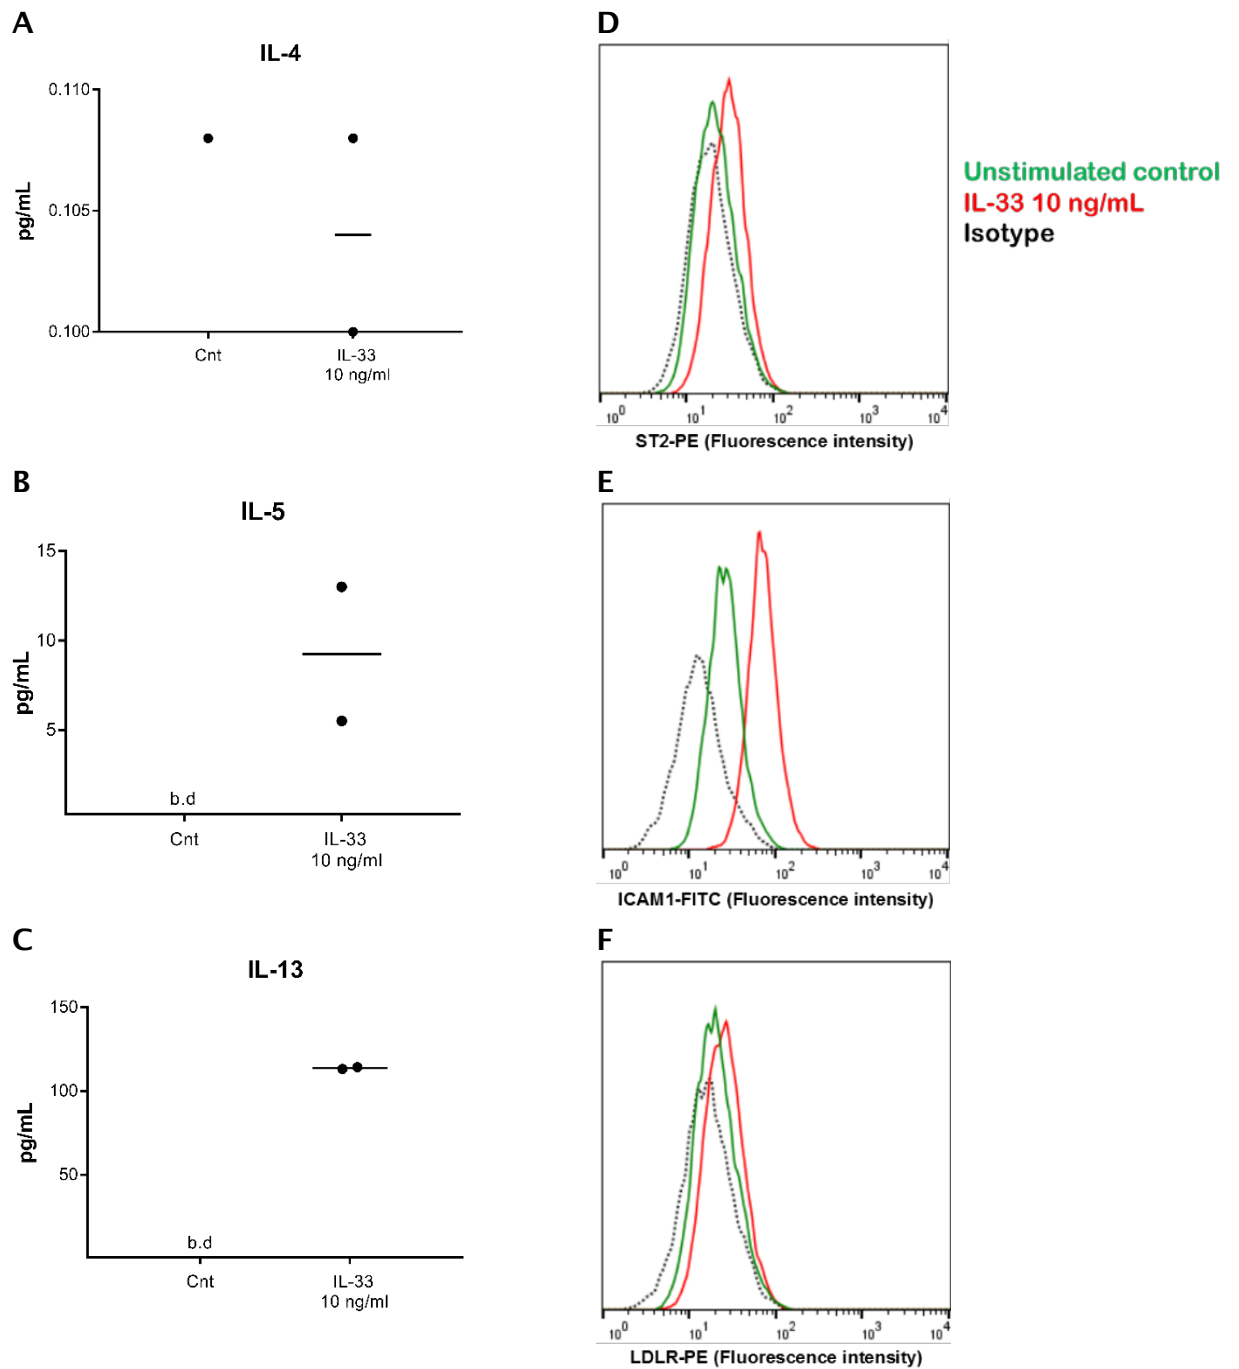 A
IL-4
0.110
0.105
0.100
pg/mL
Cnt
IL-33
10 ng/ml
D
10^0 10^1 10^2 10^3 10^4
ST2-PE (Fluorescence intensity)
Unstimulated control
IL-33 10 ng/mL
Isotype
B
IL-5
15
10
5
pg/mL
b.d
Cnt
IL-33
10 ng/ml
E
10^0 10^1 10^2 10^3 10^4
ICAM1-FITC (Fluorescence intensity)
C
IL-13
150
100
50
pg/mL
b.d
Cnt
IL-33
10 ng/ml
F
10^0 10^1 10^2 10^3 10^4
LDLR-PE (Fluorescence intensity)